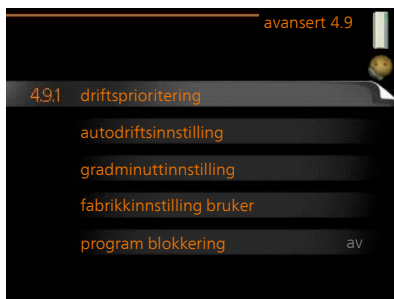 avansert 4.9
4.9.1 driftsprioritering
autodriftsinnstilling
gradminuttinnstilling
fabrikkinnstilling bruker
program blokkering av